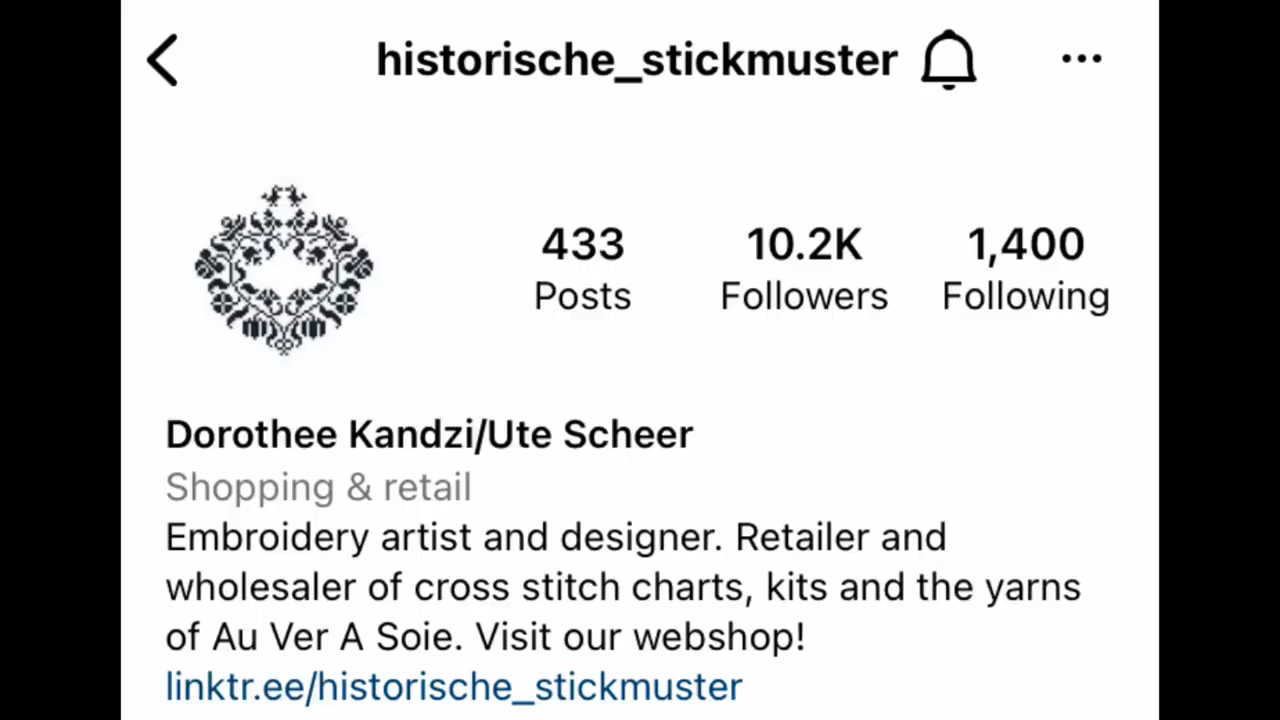 historische_stickmuster
433 10.2K 1,400
Posts Followers Following
Dorothee Kandzi/Ute Scheer
Shopping & retail
Embroidery artist and designer. Retailer and
wholesaler of cross stitch charts, kits and the yarns
of Au Ver A Soie. Visit our webshop!
linktr.ee/historische_stickmuster